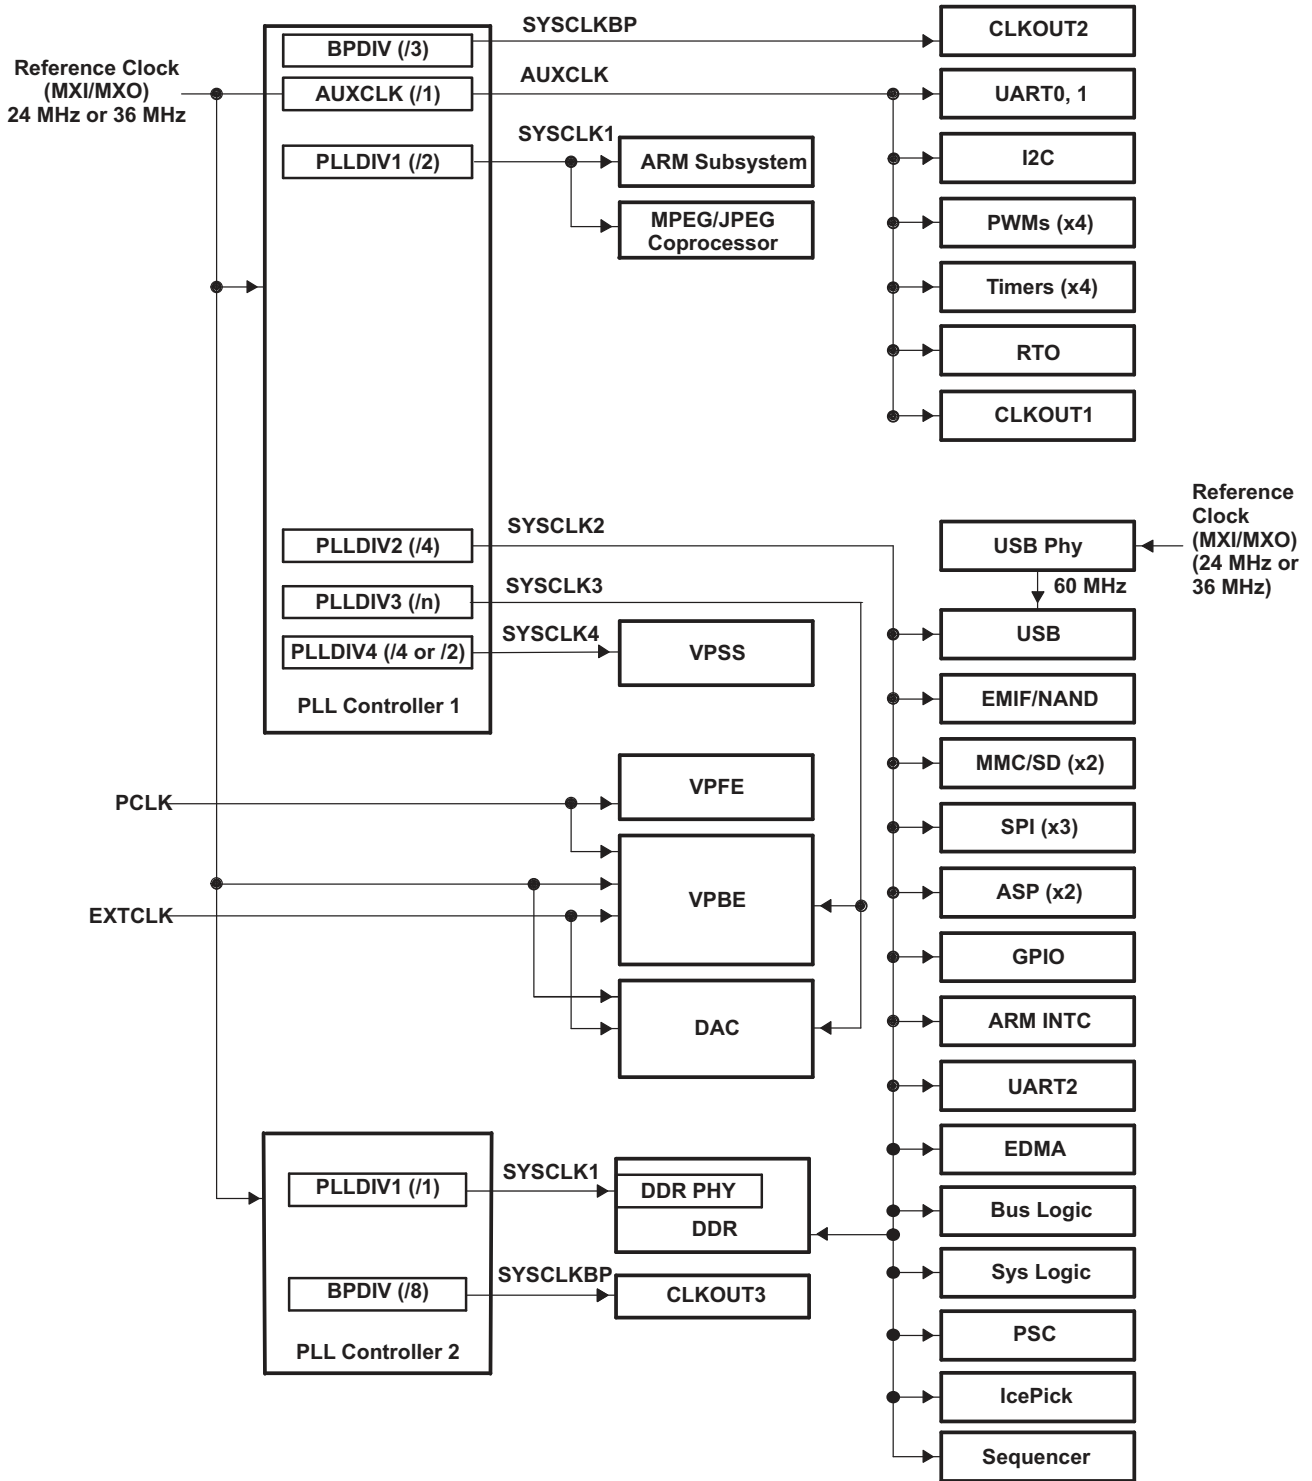 Reference Clock
(MXI/MXO)
24 MHz or 36 MHz
BPDIV (/3)
AUXCLK (/1)
PLLDIV1 (/2)
PLLDIV2 (/4)
PLLDIV3 (/n)
PLLDIV4 (/4 or /2)
PLL Controller 1
SYSCLKBP
AUXCLK
SYSCLK1
SYSCLK2
SYSCLK3
SYSCLK4
ARM Subsystem
MPEG/JPEG
Coprocessor
VPSS
CLKOUT2
UART0, 1
I2C
PWMs (x4)
Timers (x4)
RTO
CLKOUT1
Reference
Clock
(MXI/MXO)
(24 MHz or
36 MHz)
USB Phy
60 MHz
USB
EMIF/NAND
MMC/SD (x2)
SPI (x3)
ASP (x2)
GPIO
ARM INTC
UART2
EDMA
Bus Logic
Sys Logic
PSC
IcePick
Sequencer
PCLK
EXTCLK
VPFE
VPBE
DAC
PLLDIV1 (/1)
BPDIV (/8)
PLL Controller 2
SYSCLK1
SYSCLKBP
DDR PHY
DDR
CLKOUT3